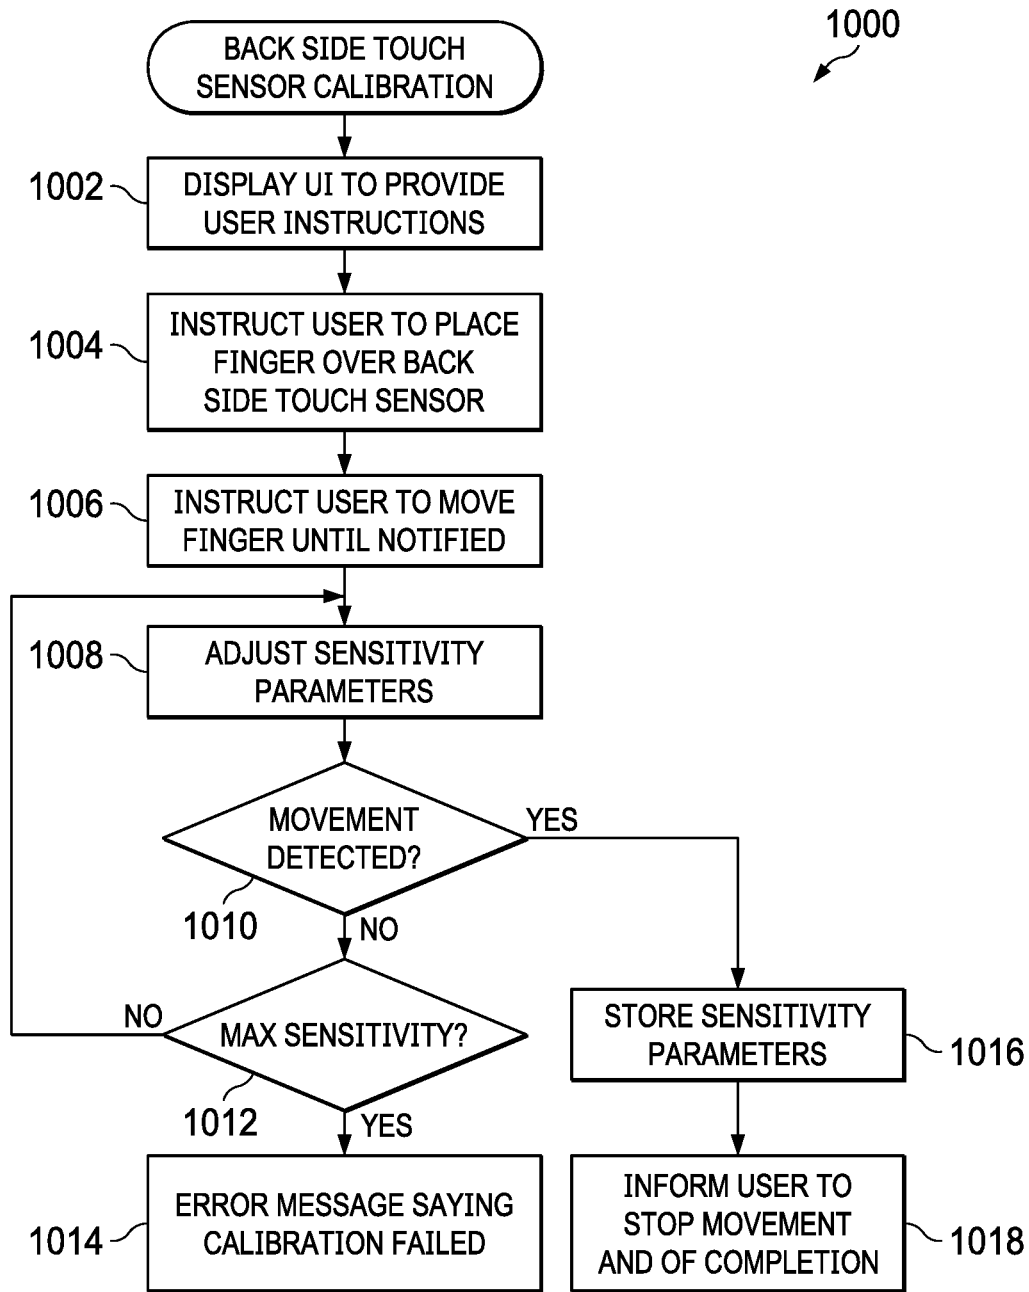 1000
BACK SIDE TOUCH
SENSOR CALIBRATION
1002
DISPLAY UI TO PROVIDE
USER INSTRUCTIONS
1004
INSTRUCT USER TO PLACE
FINGER OVER BACK
SIDE TOUCH SENSOR
1006
INSTRUCT USER TO MOVE
FINGER UNTIL NOTIFIED
1008
ADJUST SENSITIVITY
PARAMETERS
MOVEMENT
DETECTED?
YES
1010
NO
NO
MAX SENSITIVITY?
1012
YES
STORE SENSITIVITY
PARAMETERS
1016
1014
ERROR MESSAGE SAYING
CALIBRATION FAILED
INFORM USER TO
STOP MOVEMENT
AND OF COMPLETION
1018